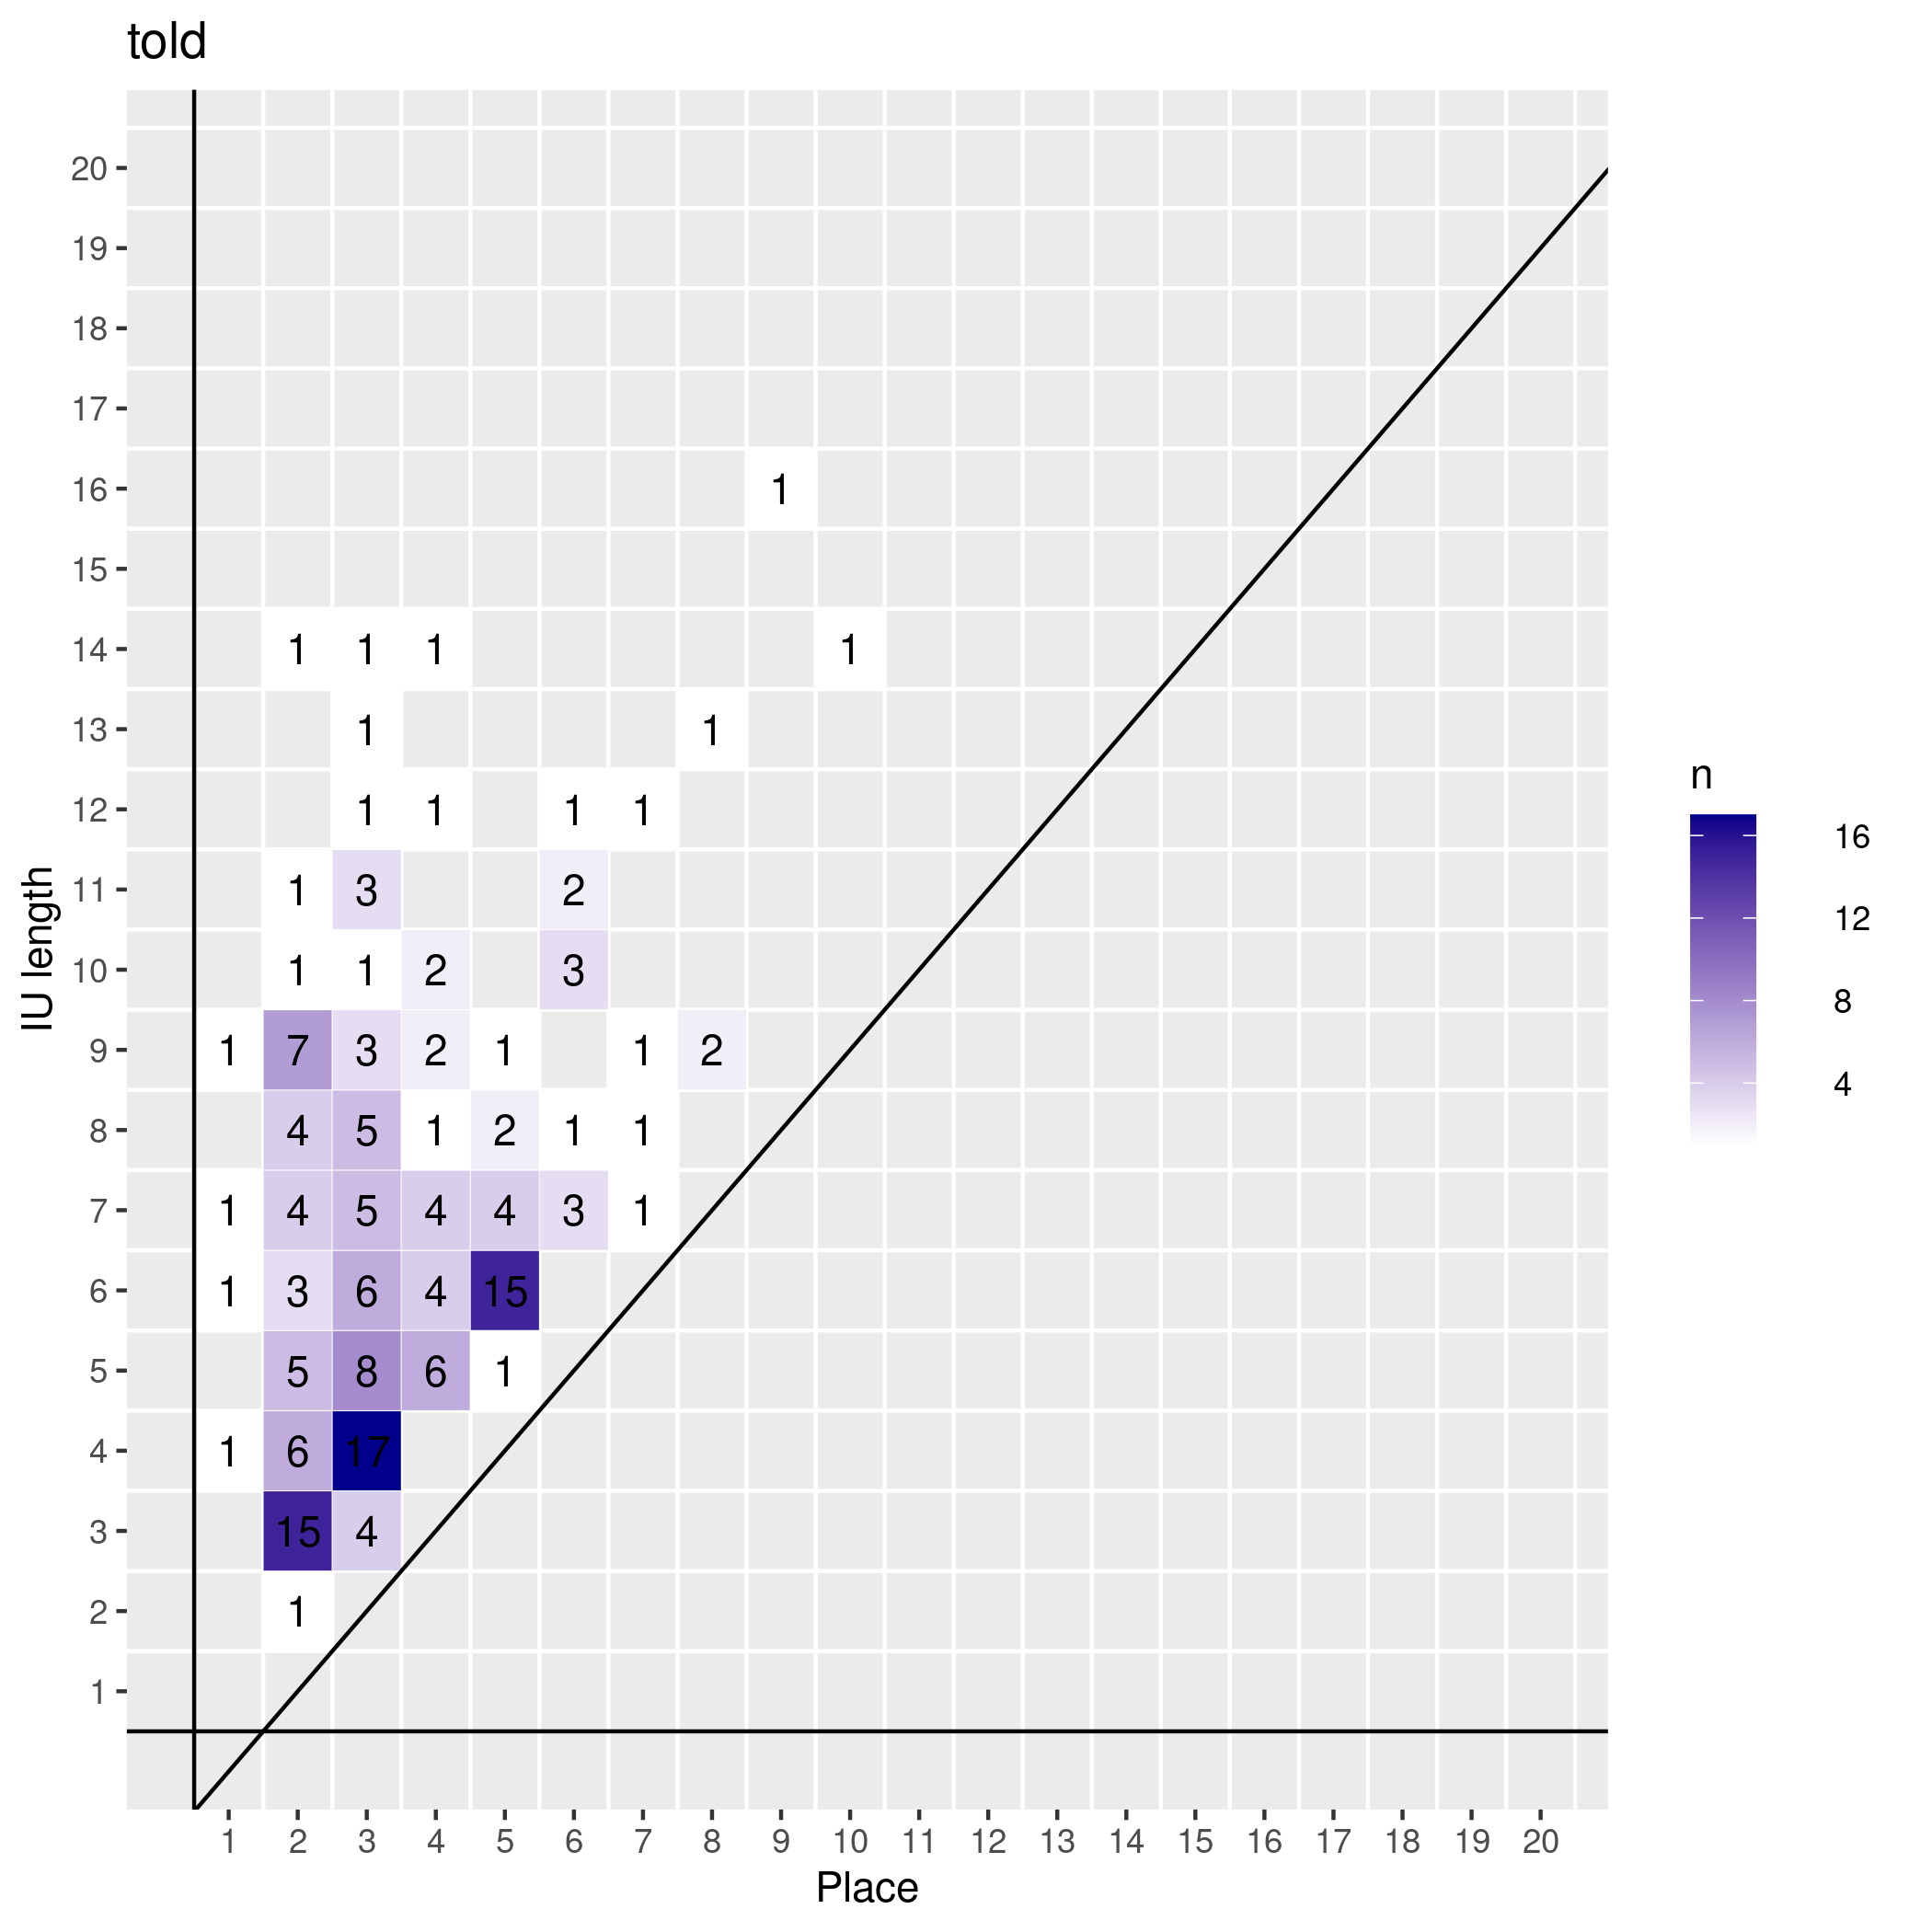 told
20
19
18
17
16 1
15
14 1 1 1 1
13 1 1
12 1 1 1 1
11 1 3 2
10 1 1 2 3
9 1 7 3 2 1 1 2
8 4 5 1 2 1 1
7 1 4 5 4 4 3 1
6 1 3 6 4 15
5 5 8 6 1
4 1 6 17
3 15 4
2 1
1
1 2 3 4 5 6 7 8 9 10 11 12 13 14 15 16 17 18 19 20
Place
IU length
n
16
12
8
4